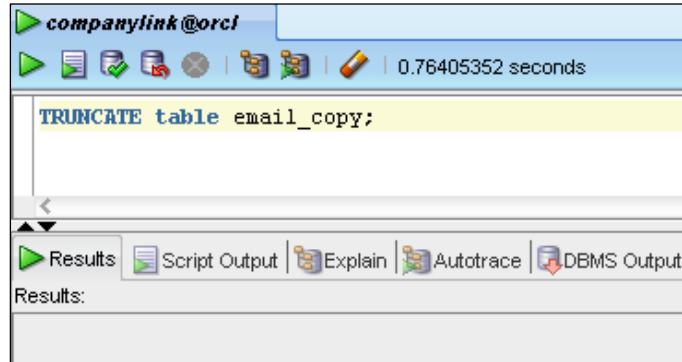 companylink@orcl
0.76405352 seconds
TRUNCATE table email_copy;
Results Script Output Explain Autotrace DBMS Output
Results: